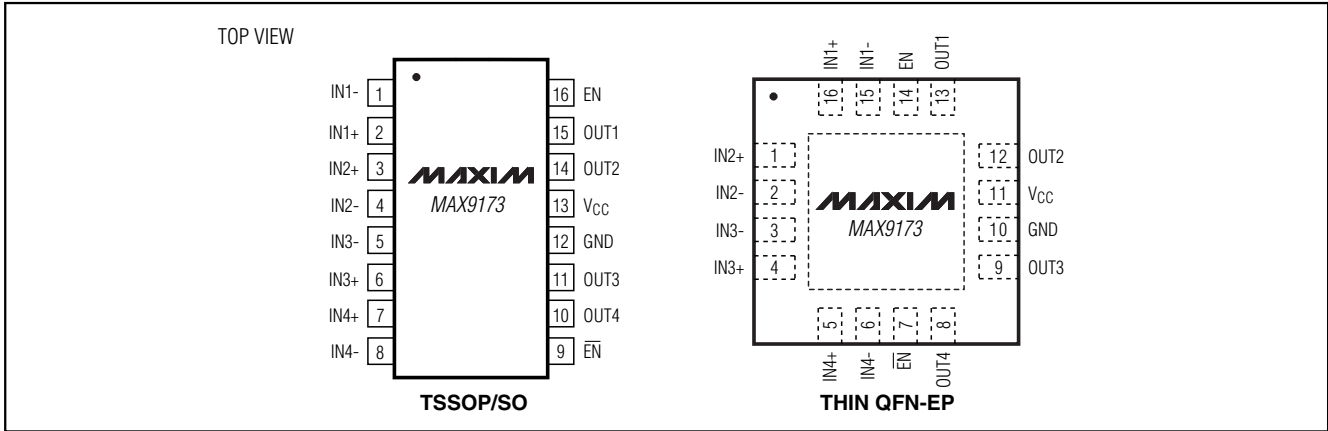 TOP VIEW
IN1- 1
IN1+ 2
IN2+ 3
IN2- 4
IN3- 5
IN3+ 6
IN4+ 7
IN4- 8
MAXIM
MAX9173
16 EN
15 OUT1
14 OUT2
13 VCC
12 GND
11 OUT3
10 OUT4
9 E̅N̅
TSSOP/SO
IN1+ 16
IN1- 15
EN 14
OUT1 13
IN2+ 1
IN2- 2
IN3- 3
IN3+ 4
MAXIM
MAX9173
12 OUT2
11 VCC
10 GND
9 OUT3
5 IN4+
6 IN4-
7 E̅N̅
8 OUT4
THIN QFN-EP